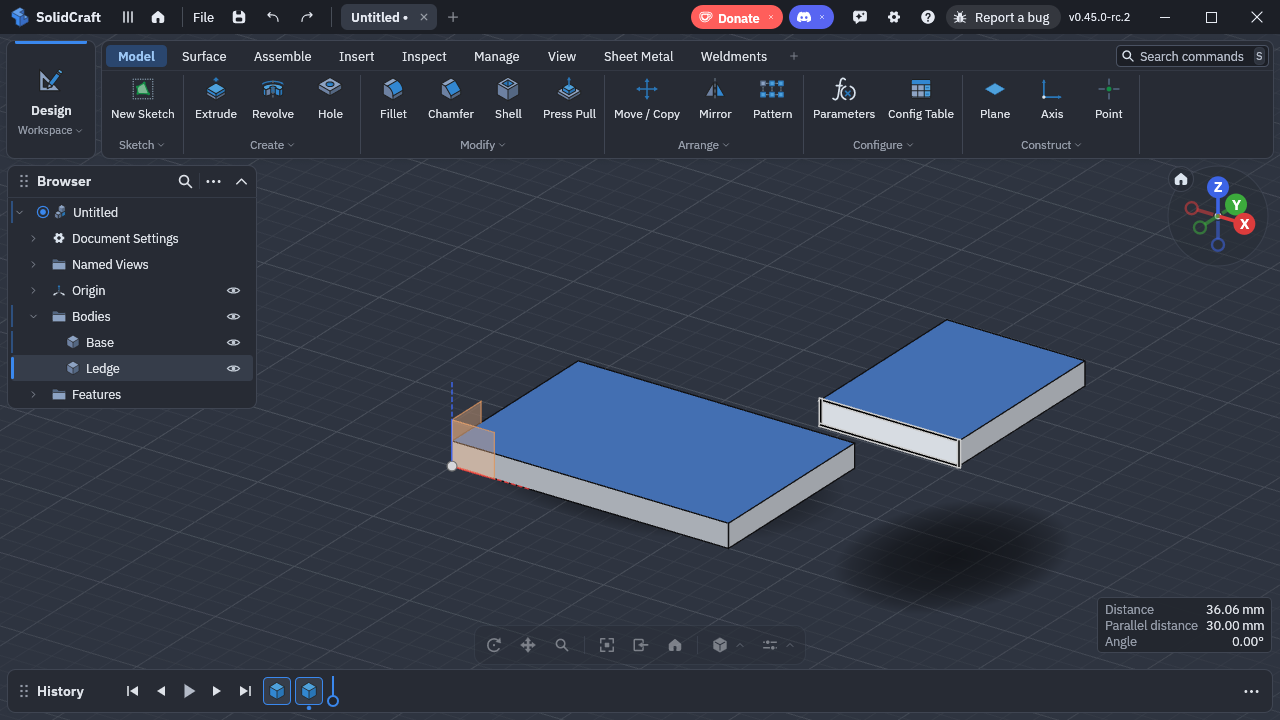 SolidCraft
File
Untitled •
Donate
Report a bug
v0.45.0-rc.2
Design
Workspace
Model
Surface
Assemble
Insert
Inspect
Manage
View
Sheet Metal
Weldments
Search commands
S
New Sketch
Extrude
Revolve
Hole
Fillet
Chamfer
Shell
Press Pull
Move / Copy
Mirror
Pattern
Parameters
Config Table
Plane
Axis
Point
Sketch
Create
Modify
Arrange
Configure
Construct
Browser
Untitled
Document Settings
Named Views
Origin
Bodies
Base
Ledge
Features
Z
Y
X
Distance 36.06 mm
Parallel distance 30.00 mm
Angle 0.00°
History